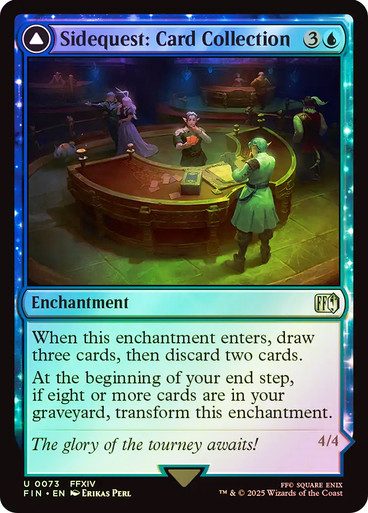 Sidequest: Card Collection 3
Enchantment
FFC
When this enchantment enters, draw
three cards, then discard two cards.
At the beginning of your end step,
if eight or more cards are in your
graveyard, transform this enchantment.
The glory of the tourney awaits!
4/4
U 0073 FFXIV
FIN • EN Erikas Perl
FF© SQUARE ENIX
™ & © 2025 Wizards of the Coast